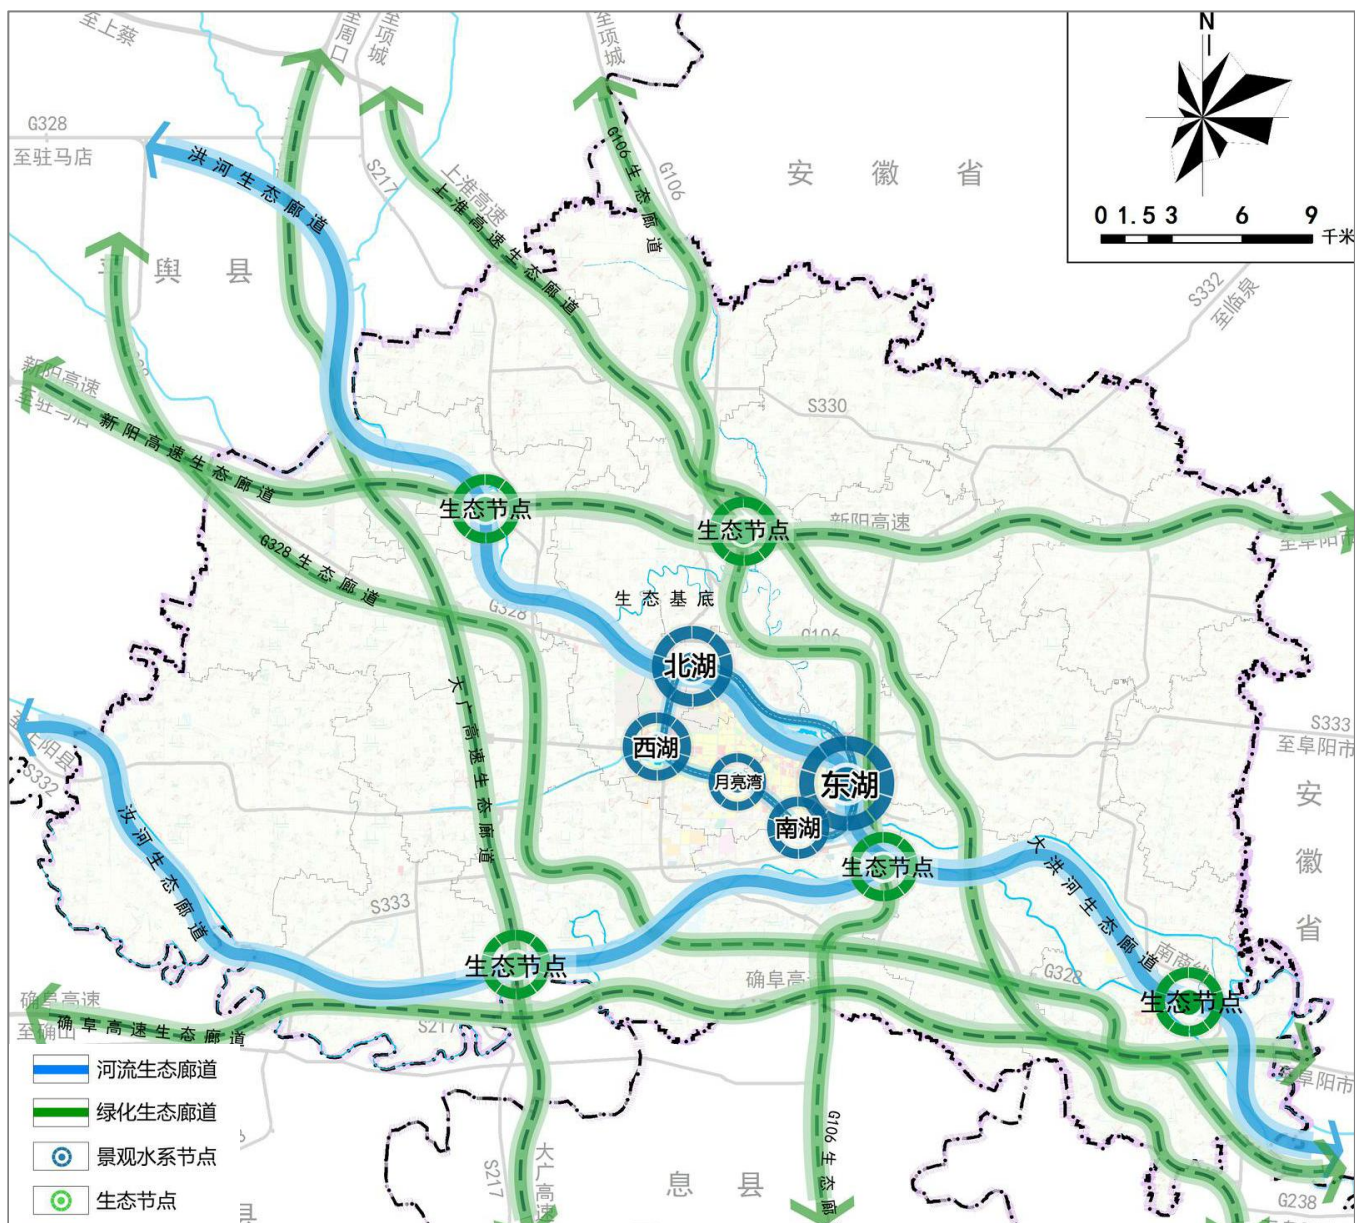 至上蔡
至周口
至项城
至项城
N
G328
至驻马店
S217
G106
安徽省
0 1.5 3 6 9 千米
洪河生态廊道
上淮高速
上淮高速生态廊道
G106生态廊道
舆县
S332
至临泉
新阳高速
至驻马店
新阳高速生态廊道
S330
生态节点
生态节点
新阳高速
至阜阳市
G328生态廊道
生态基底
G328
G106
北湖
西湖
月亮湾
东湖
南湖
大广高速生态廊道
S333
至阜阳市
至正阳县
S332
汝河生态廊道
安徽省
生态节点
大洪河生态廊道
S333
生态节点
南商线
G328
生态节点
确阜高速
至确山
确阜高速生态廊道
确阜高
S217
至阜阳市
河流生态廊道
绿化生态廊道
景观水系节点
生态节点
S217
大广高速
息县
G106生态廊
G238
县